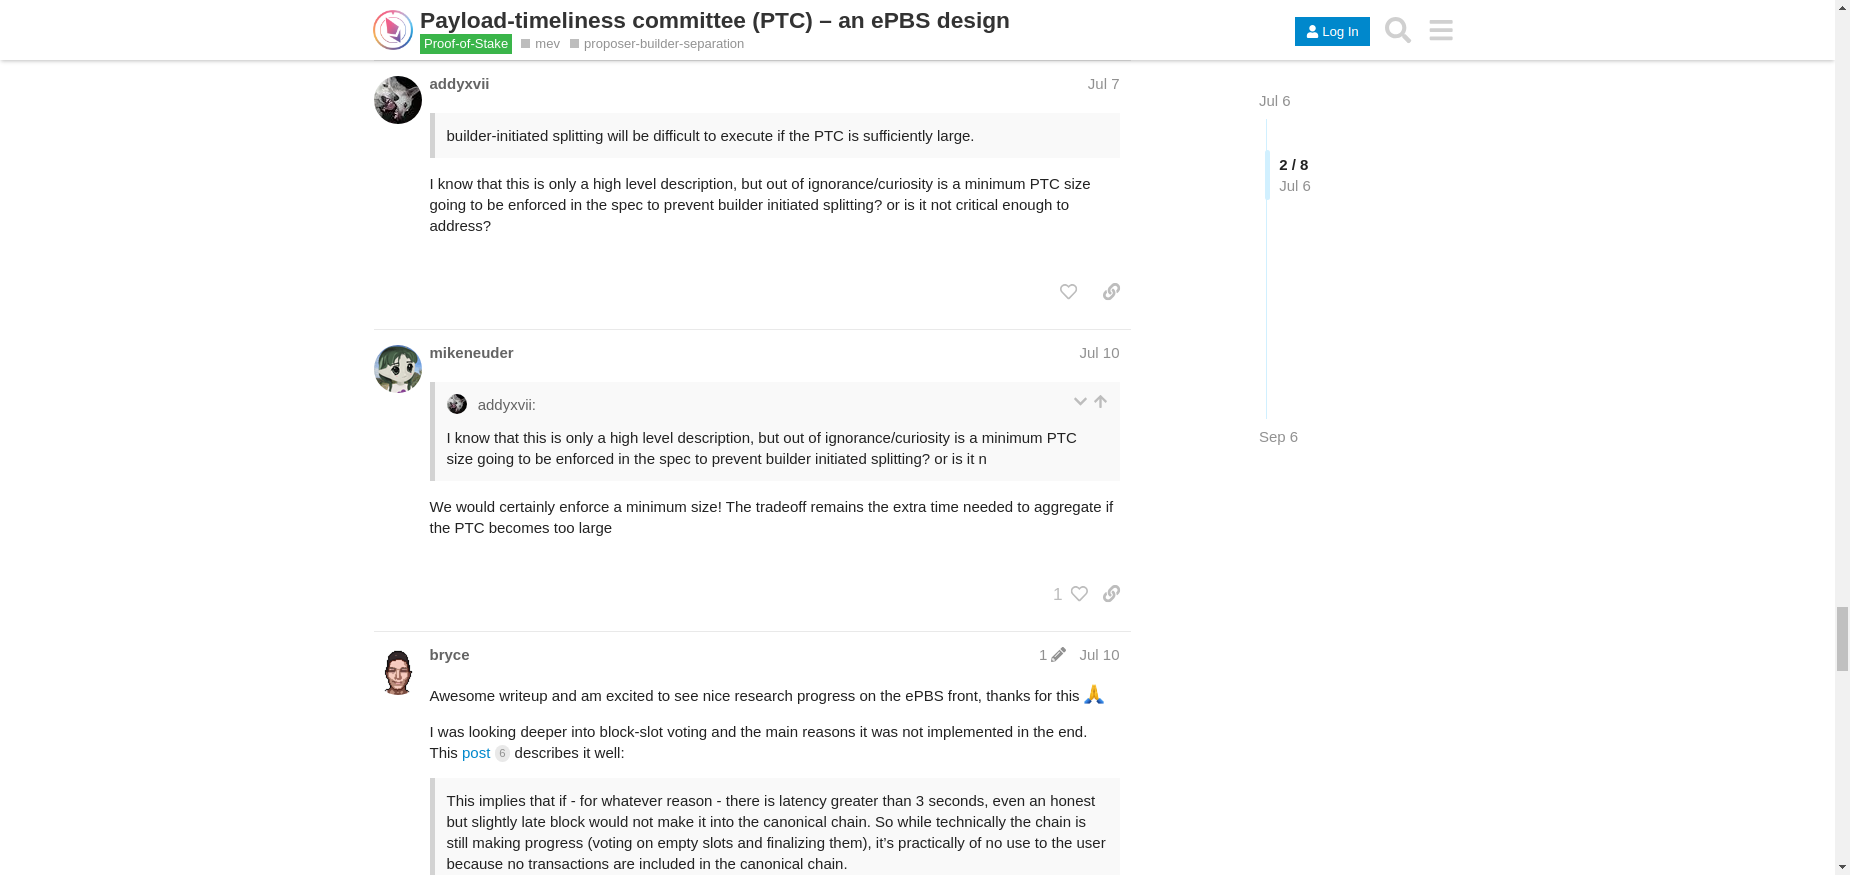 Payload-timeliness committee (PTC) – an ePBS design
Proof-of-Stake mev proposer-builder-separation
Log In
addyxvii Jul 7
builder-initiated splitting will be difficult to execute if the PTC is sufficiently large.
I know that this is only a high level description, but out of ignorance/curiosity is a minimum PTC size
going to be enforced in the spec to prevent builder initiated splitting? or is it not critical enough to
address?
mikeneuder Jul 10
addyxvii:
I know that this is only a high level description, but out of ignorance/curiosity is a minimum PTC
size going to be enforced in the spec to prevent builder initiated splitting? or is it n
We would certainly enforce a minimum size! The tradeoff remains the extra time needed to aggregate if
the PTC becomes too large
1
bryce 1 Jul 10
Awesome writeup and am excited to see nice research progress on the ePBS front, thanks for this 🙏
I was looking deeper into block-slot voting and the main reasons it was not implemented in the end.
This post 6 describes it well:
This implies that if - for whatever reason - there is latency greater than 3 seconds, even an honest
but slightly late block would not make it into the canonical chain. So while technically the chain is
still making progress (voting on empty slots and finalizing them), it’s practically of no use to the user
because no transactions are included in the canonical chain.
Jul 6
2 / 8
Jul 6
Sep 6